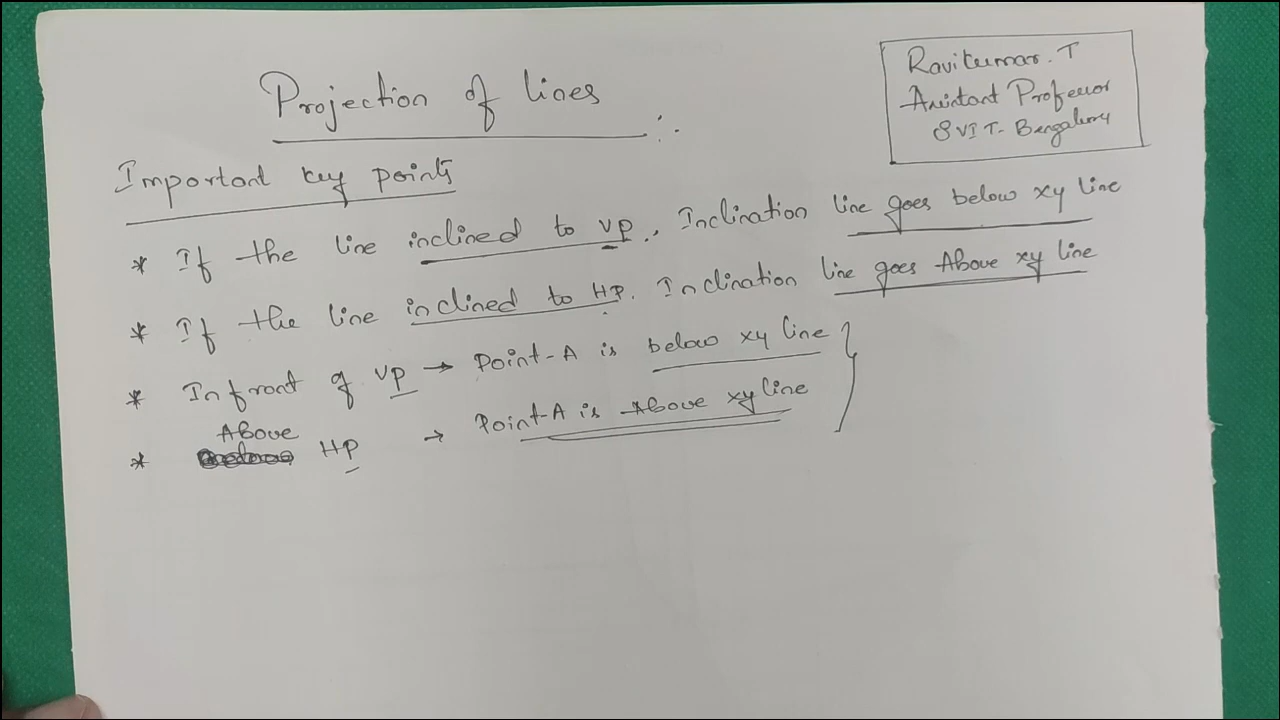 Projection of lines
Ravikumar. T
Assistant Professor
SVIT- Bengaluru
Important key points
* If the line inclined to VP. Inclination line goes below xy line
* If the line inclined to HP. Inclination line goes Above xy line
* Infront of VP → Point-A is below xy line
* Above HP → Point-A is Above xy line